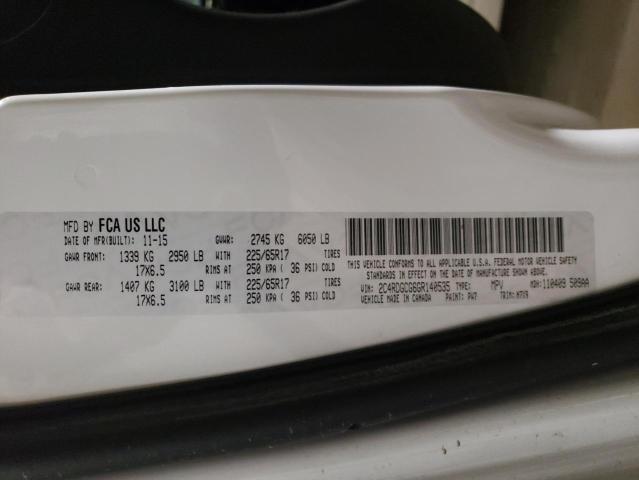 MFD BY FCA US LLC
DATE OF MFR(BUILT): 11-15 GVWR: 2745 KG 6050 LB
GAWR FRONT: 1339 KG 2950 LB WITH 225/65R17 TIRES
17X6.5 RIMS AT 250 KPA ( 36 PSI) COLD
GAWR REAR: 1407 KG 3100 LB WITH 225/65R17 TIRES
17X6.5 RIMS AT 250 KPA ( 36 PSI) COLD
THIS VEHICLE CONFORMS TO ALL APPLICABLE U.S.A. FEDERAL MOTOR VEHICLE SAFETY
STANDARDS IN EFFECT ON THE DATE OF MANUFACTURE SHOWN ABOVE.
VIN: 2C4RDGCG6GR140535 TYPE: MPV MDH: 110409 509AA
VEHICLE MADE IN CANADA PAINT: PW7 TRIM: